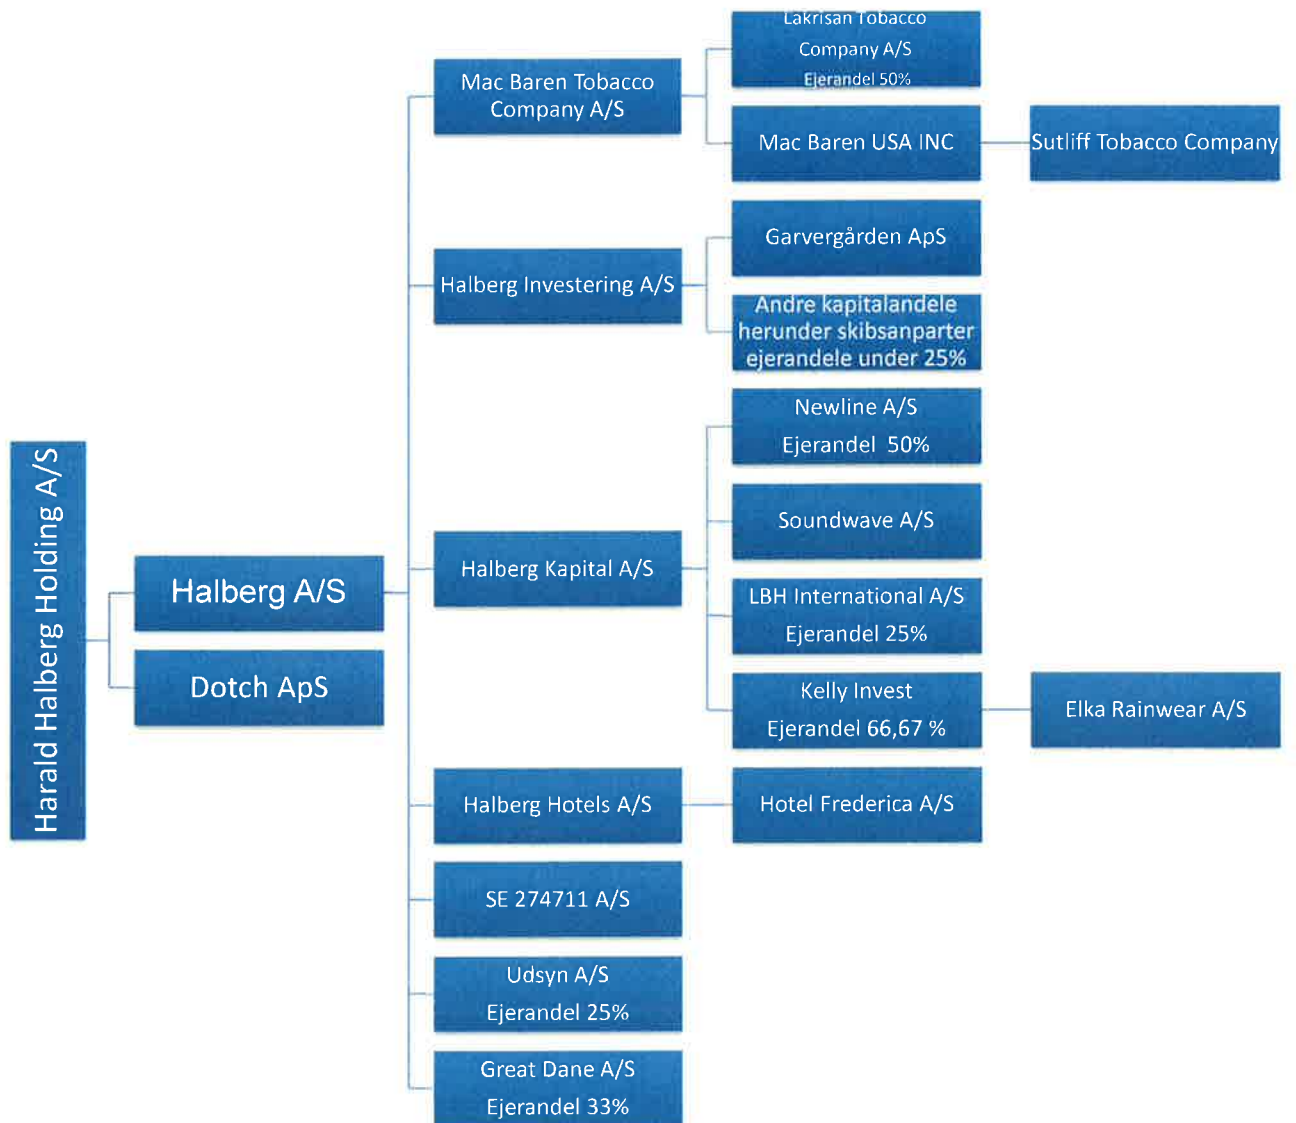 Harald Halberg Holding A/S
Halberg A/S
Dotch ApS
Mac Baren Tobacco
Company A/S
Lakrisan Tobacco
Company A/S
Ejerandel 50%
Mac Baren USA INC
Sutliff Tobacco Company
Halberg Investering A/S
Garvergården ApS
Andre kapitalandele
herunder skibsanparter
ejerandele under 25%
Halberg Kapital A/S
Newline A/S
Ejerandel 50%
Soundwave A/S
LBH International A/S
Ejerandel 25%
Kelly Invest
Ejerandel 66,67 %
Elka Rainwear A/S
Halberg Hotels A/S
Hotel Frederica A/S
SE 274711 A/S
Udsyn A/S
Ejerandel 25%
Great Dane A/S
Ejerandel 33%